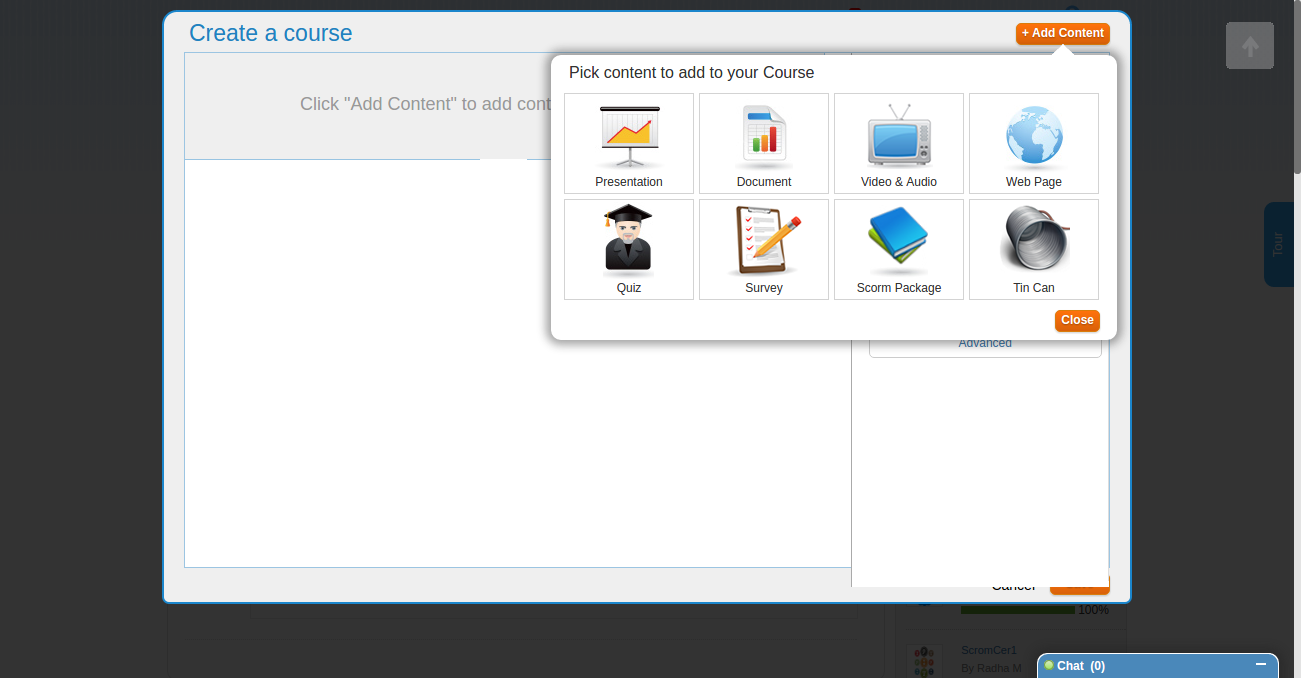 Create a course
+ Add Content
Click "Add Content" to add cont
Pick content to add to your Course
Presentation
Document
Video & Audio
Web Page
Quiz
Survey
Scorm Package
Tin Can
Close
Advanced
Tour
Cancel
100%
ScromCer1
By Radha M
Chat (0)